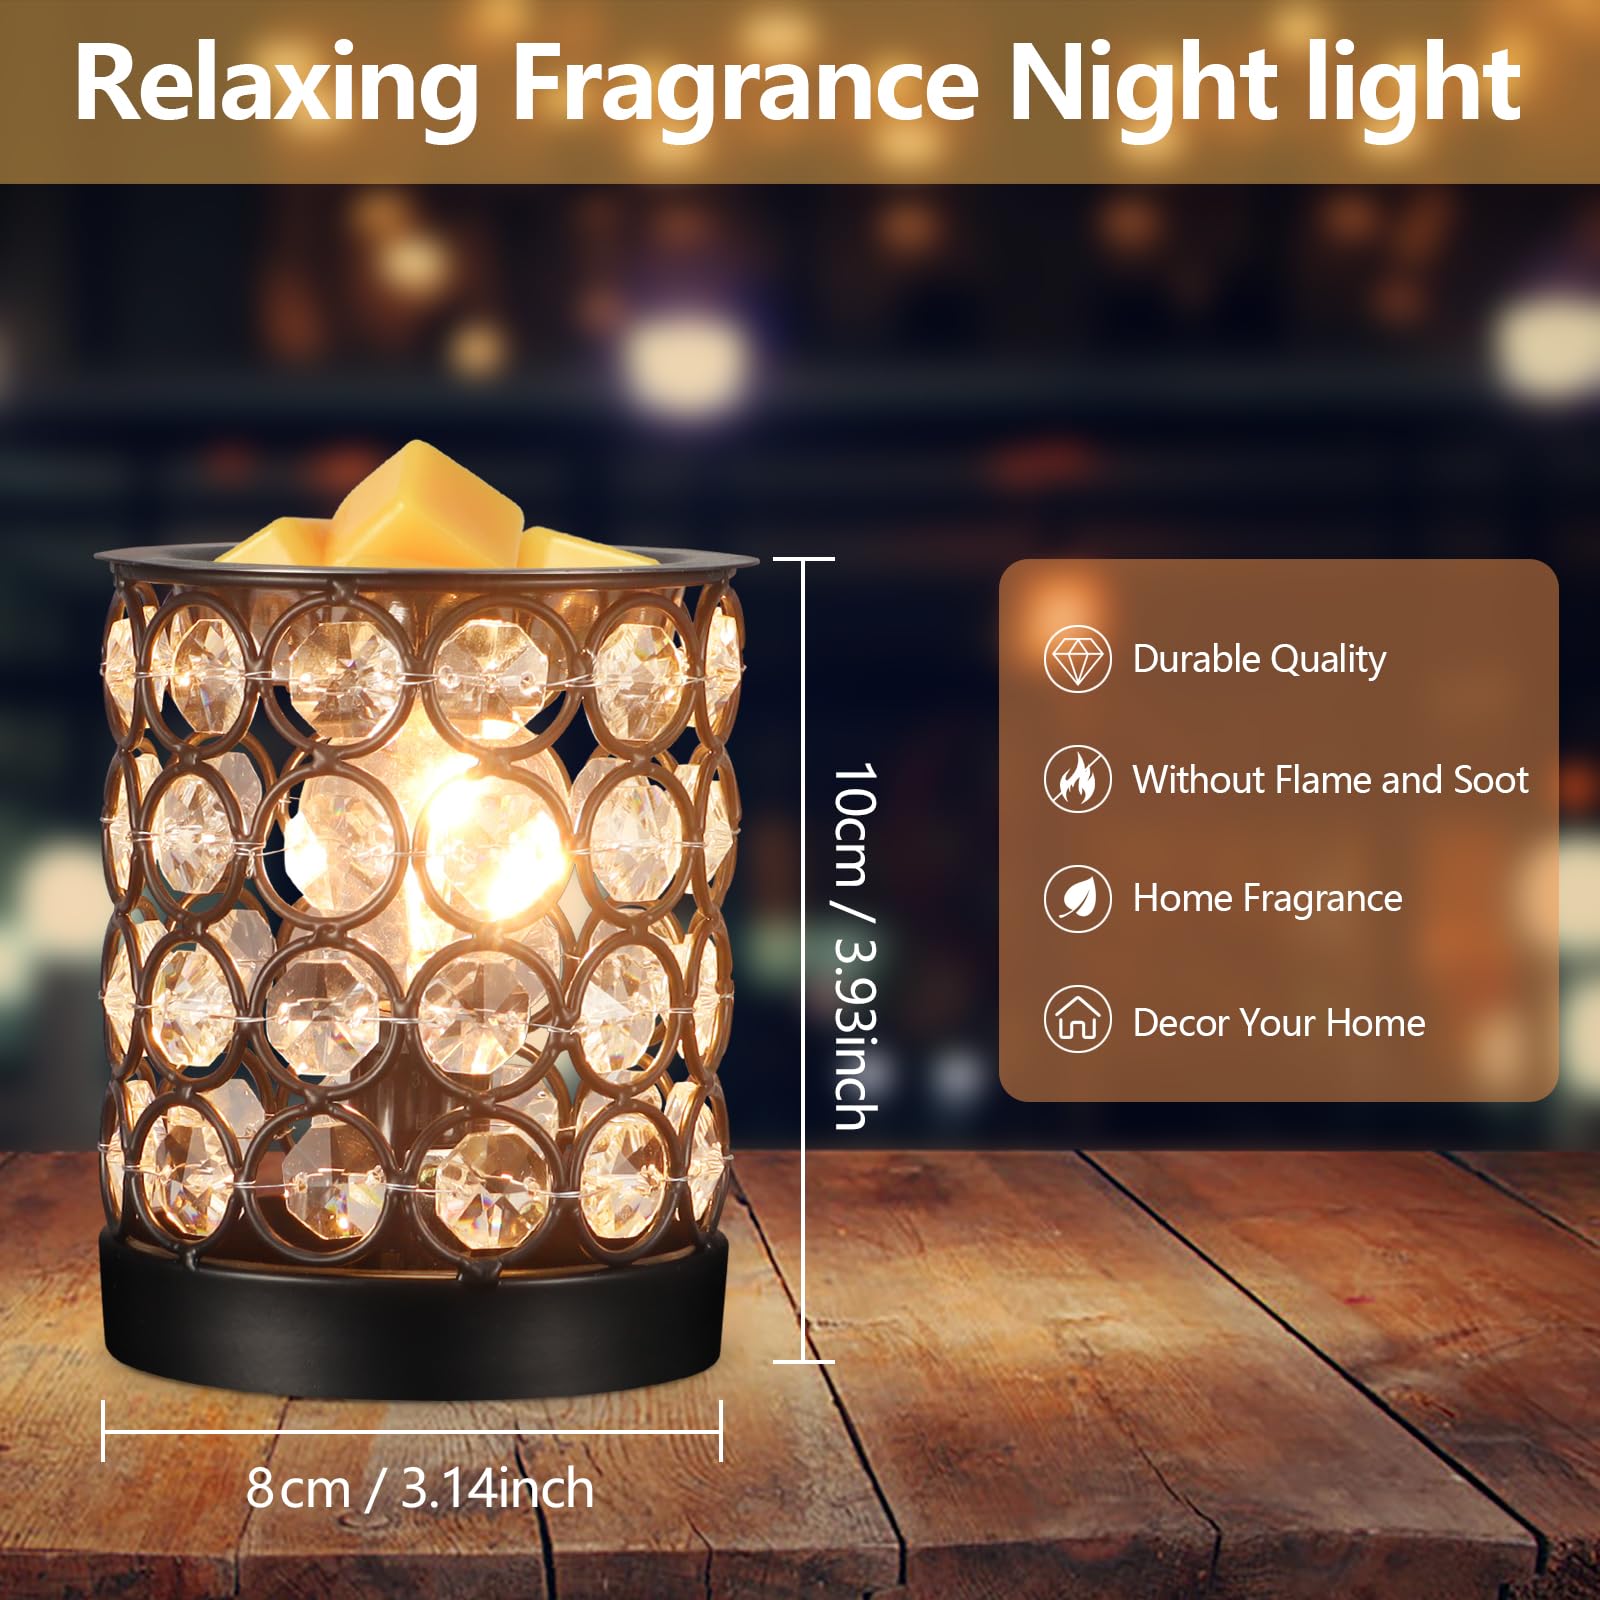 Relaxing Fragrance Night light
Durable Quality
Without Flame and Soot
Home Fragrance
Decor Your Home
10cm / 3.93inch
8cm / 3.14inch